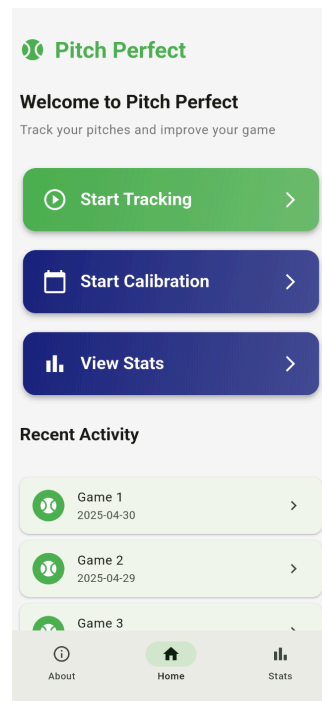 Pitch Perfect
Welcome to Pitch Perfect
Track your pitches and improve your game
Start Tracking
Start Calibration
View Stats
Recent Activity
Game 1
2025-04-30
Game 2
2025-04-29
Game 3
About Home Stats